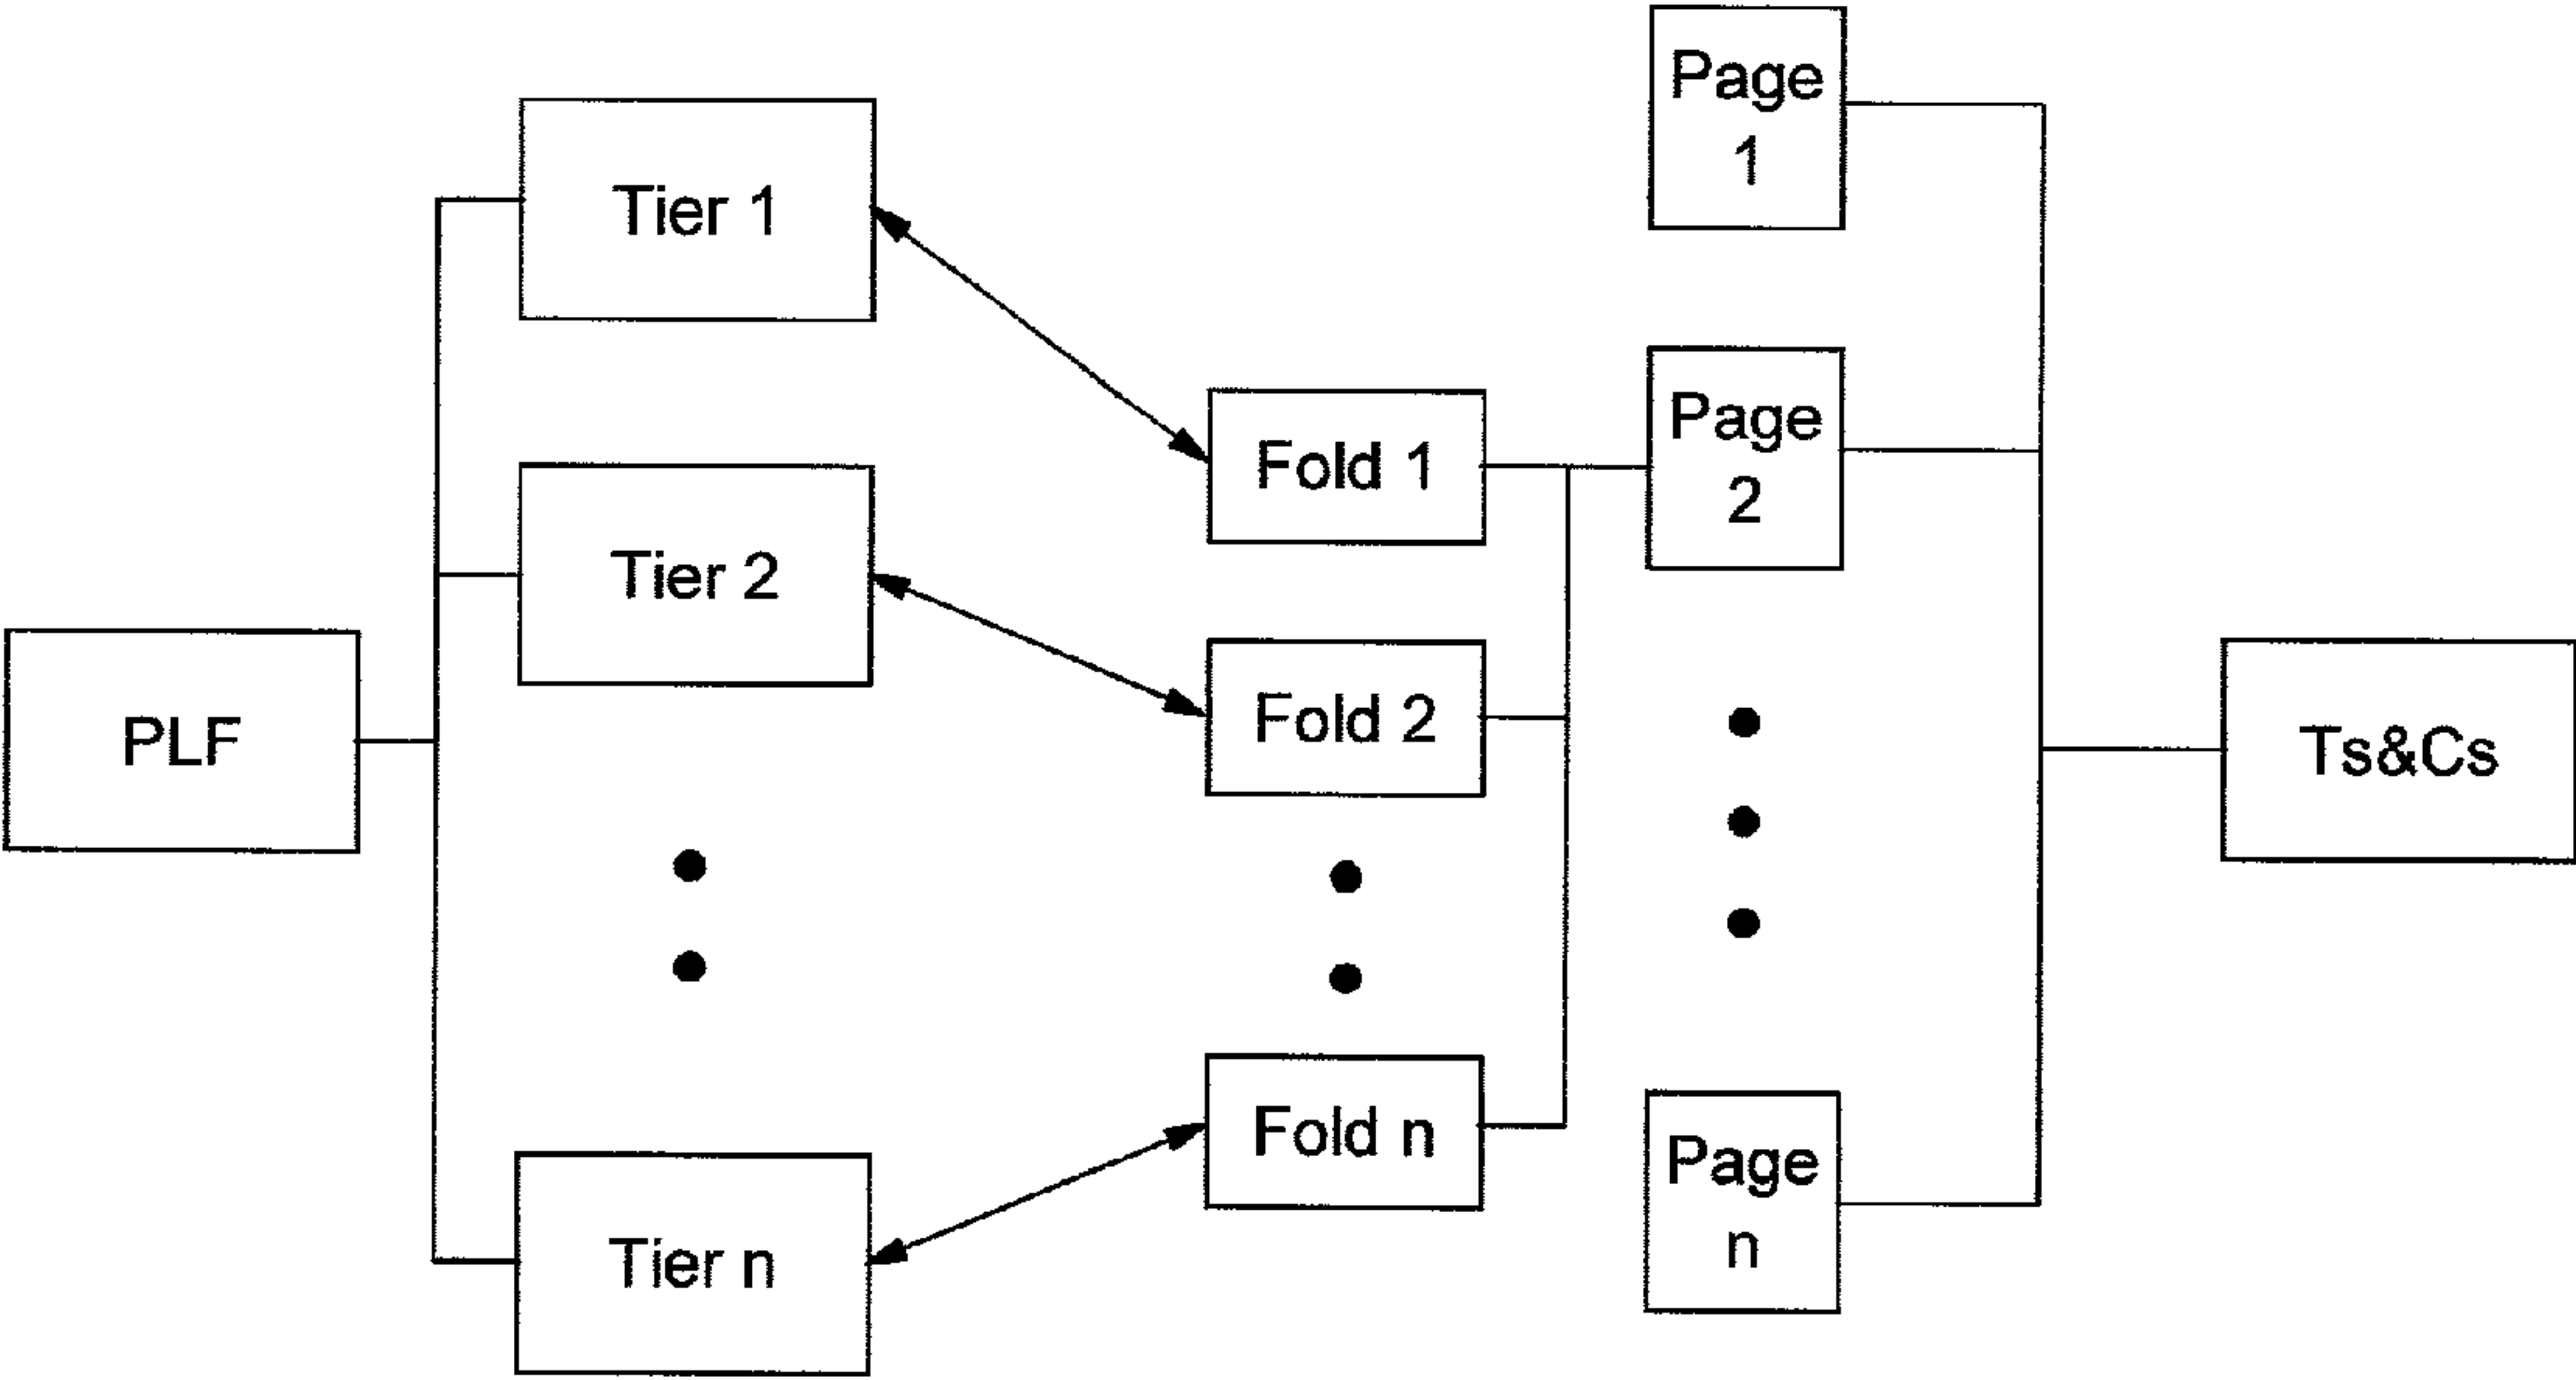 Page
1
Tier 1
Page
2
Fold 1
Tier 2
Fold 2
PLF
Ts&Cs
Fold n
Page
n
Tier n